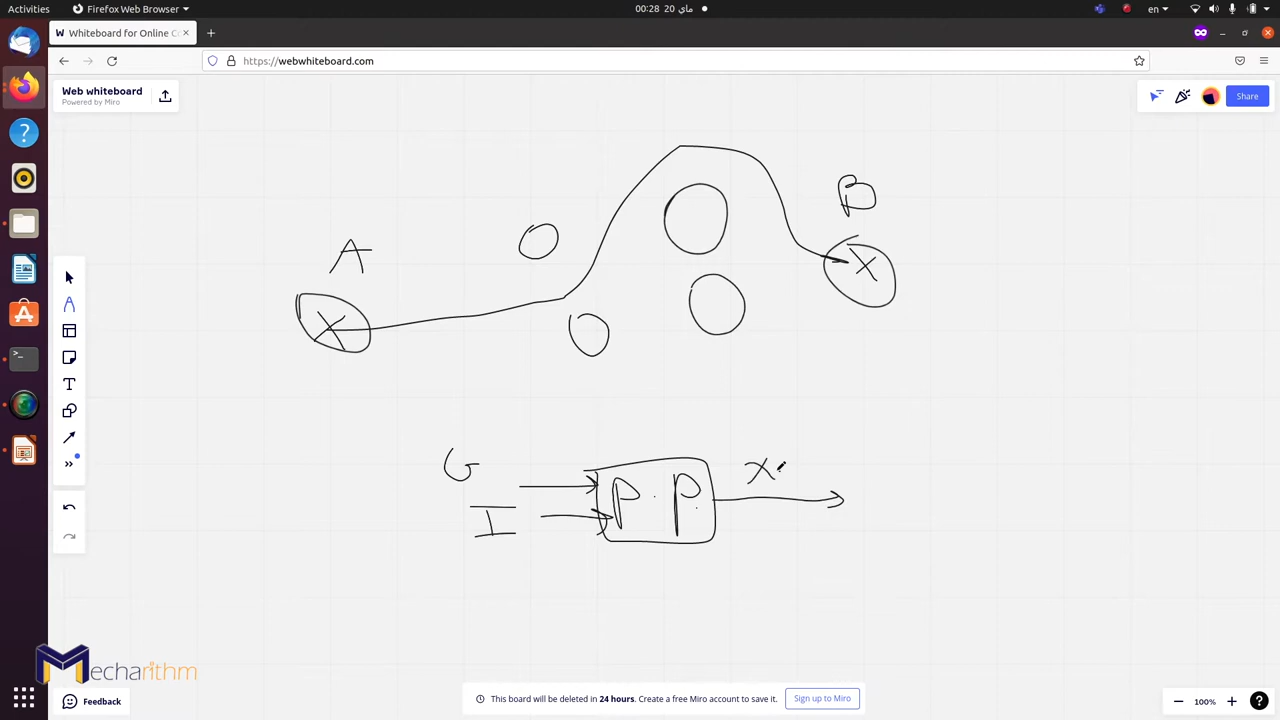 Activities
Firefox Web Browser
00:28 20 ماي
en
Whiteboard for Online Co
https://webwhiteboard.com
Web whiteboard
Powered by Miro
Share
B
A
G
I
P. P.
X
This board will be deleted in 24 hours. Create a free Miro account to save it.
Sign up to Miro
Mecharithm
Feedback
100%